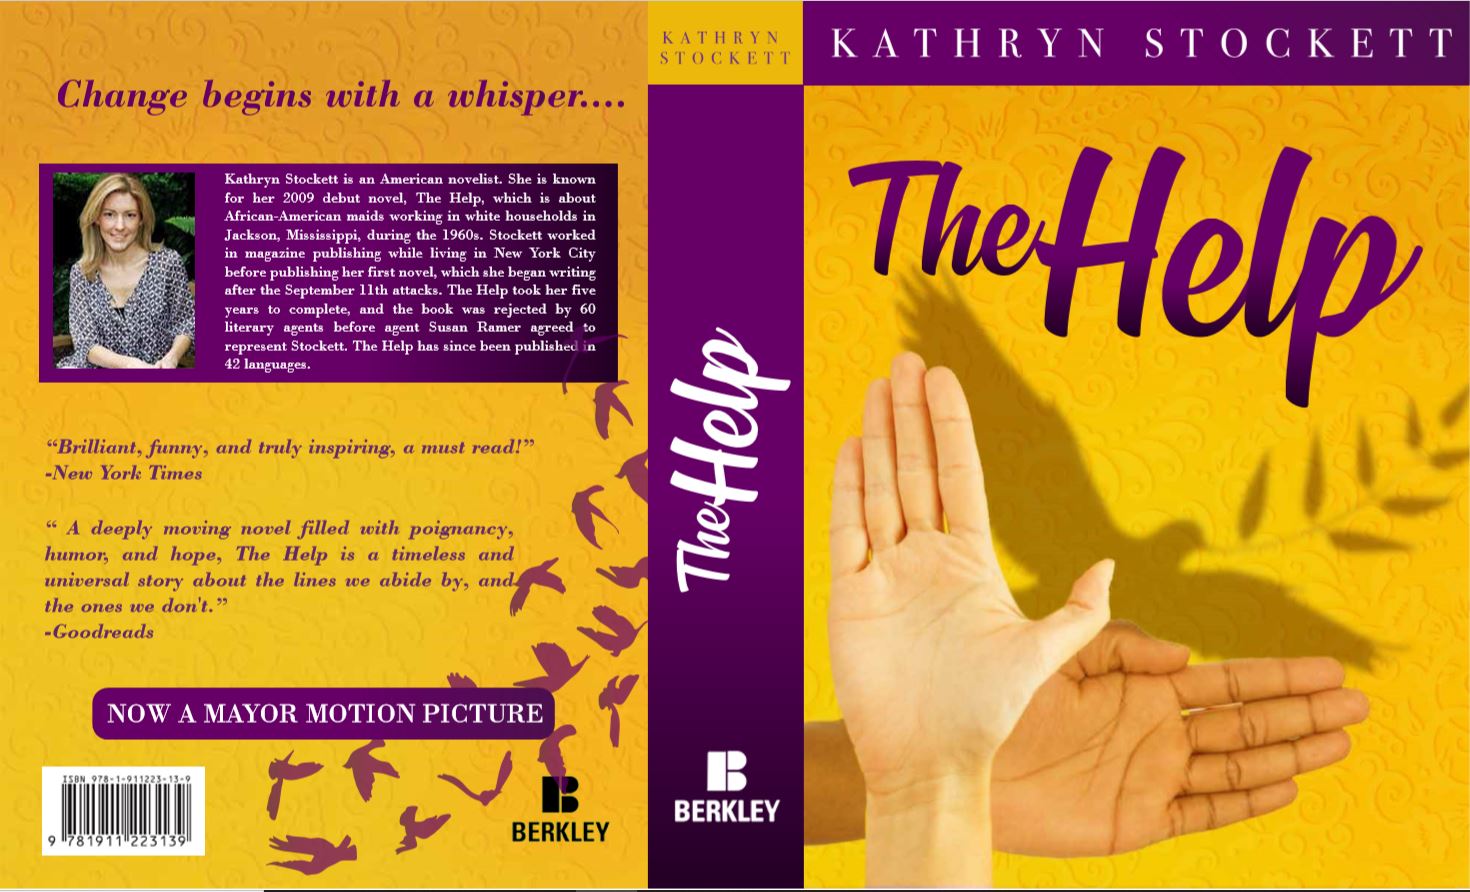 Change begins with a whisper....
Kathryn Stockett is an American novelist. She is known
for her 2009 debut novel, The Help, which is about
African-American maids working in white households in
Jackson, Mississippi, during the 1960s. Stockett worked
in magazine publishing while living in New York City
before publishing her first novel, which she began writing
after the September 11th attacks. The Help took her five
years to complete, and the book was rejected by 60
literary agents before agent Susan Ramer agreed to
represent Stockett. The Help has since been published in
42 languages.
“Brilliant, funny, and truly inspiring, a must read!”
-New York Times
“ A deeply moving novel filled with poignancy,
humor, and hope, The Help is a timeless and
universal story about the lines we abide by, and
the ones we don't.”
-Goodreads
NOW A MAYOR MOTION PICTURE
ISBN 978-1-911223-13-9
9 781911 223139
B
BERKLEY
KATHRYN
STOCKETT
The Help
B
BERKLEY
KATHRYN STOCKETT
The Help